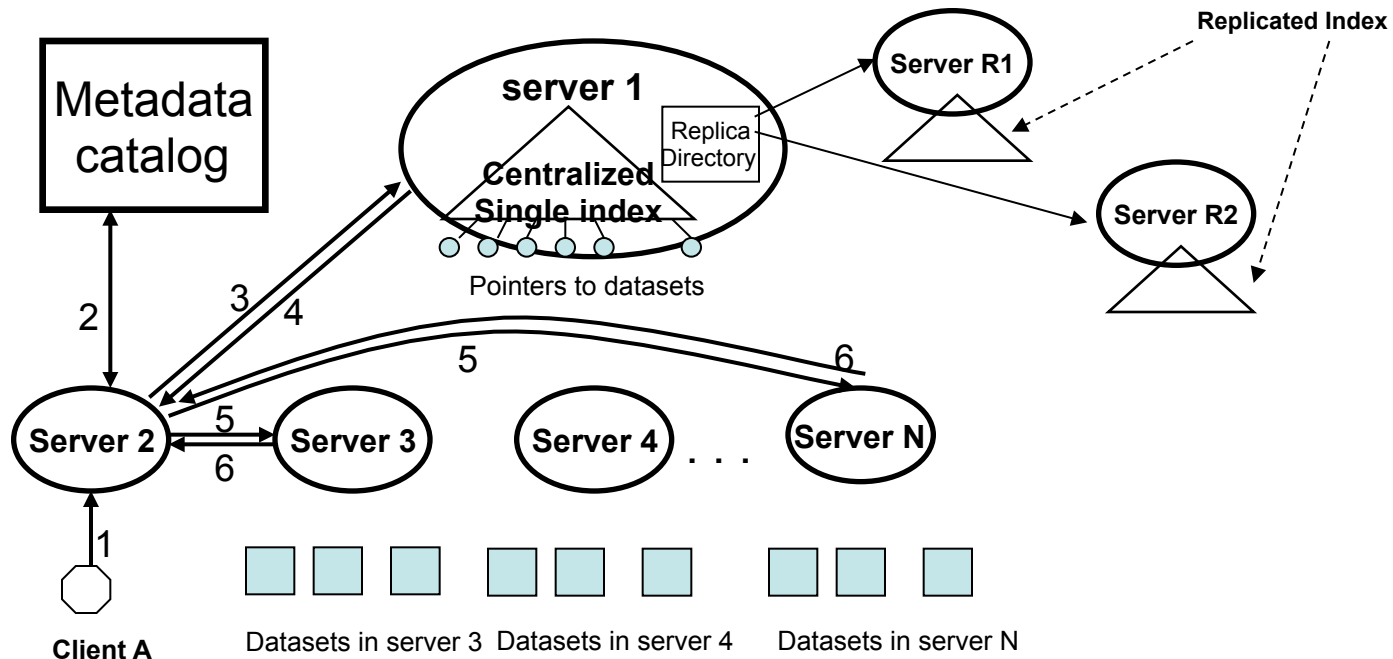 Replicated Index
Metadata
catalog
server 1
Replica
Directory
Centralized
Single index
Server R1
Server R2
Pointers to datasets
2
3
4
5
6
Server 2
5
6
Server 3
Server 4
. . .
Server N
1
Client A
Datasets in server 3
Datasets in server 4
Datasets in server N